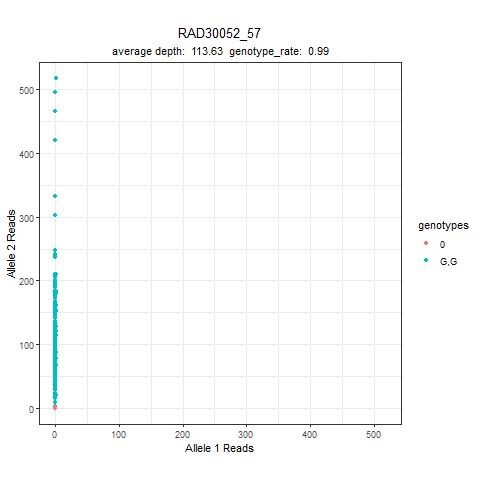 RAD30052_57
average depth:  113.63  genotype_rate:  0.99
500
400
300
200
100
0
Allele 2 Reads
0 100 200 300 400 500
Allele 1 Reads
genotypes
0
G,G